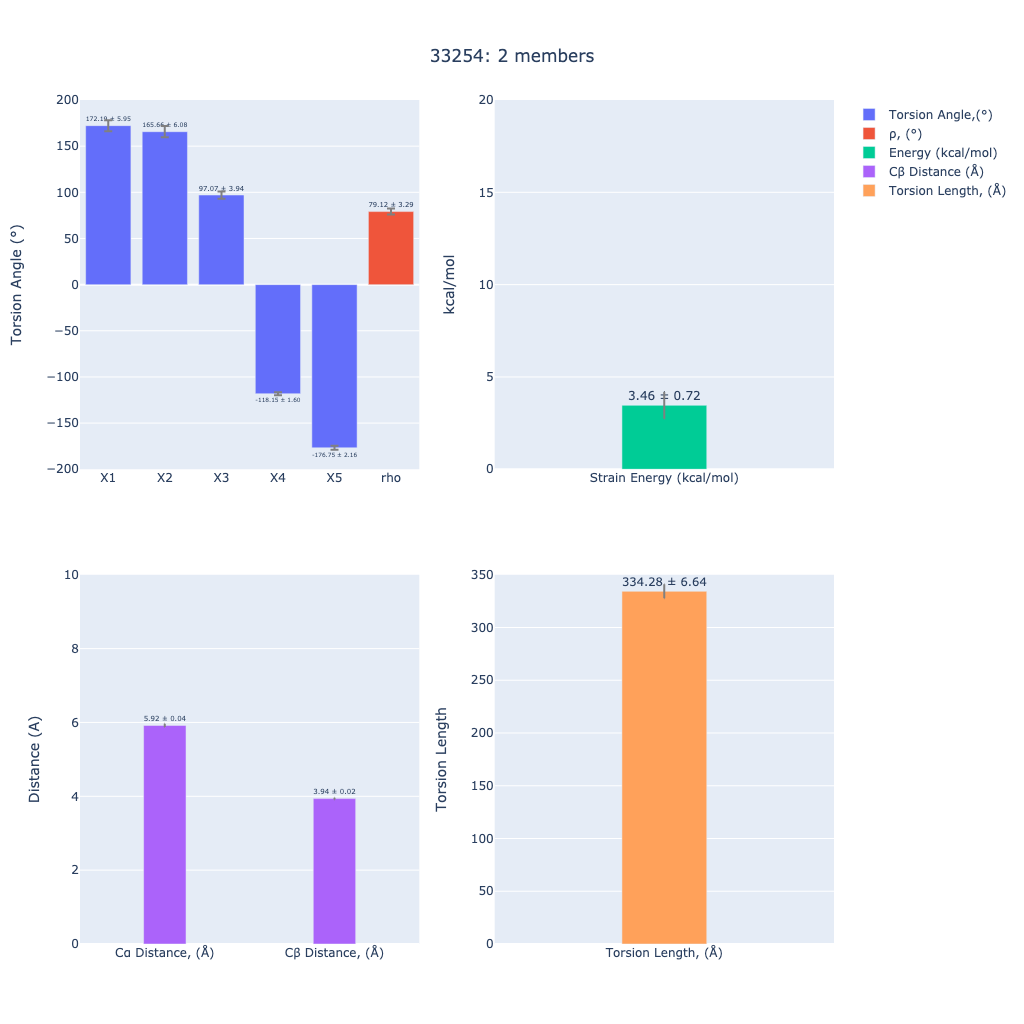 33254: 2 members
Torsion Angle (°)
200
150
100
50
0
−50
−100
−150
−200
172.19 ± 5.95
165.66 ± 6.08
97.07 ± 3.94
-118.15 ± 1.60
-176.75 ± 2.16
79.12 ± 3.29
X1
X2
X3
X4
X5
rho
kcal/mol
20
15
10
5
0
3.46 ± 0.72
Strain Energy (kcal/mol)
Torsion Angle,(°)
ρ, (°)
Energy (kcal/mol)
Cβ Distance (Å)
Torsion Length, (Å)
Distance (A)
10
8
6
4
2
0
5.92 ± 0.04
3.94 ± 0.02
Cα Distance, (Å)
Cβ Distance, (Å)
Torsion Length
350
300
250
200
150
100
50
0
334.28 ± 6.64
Torsion Length, (Å)